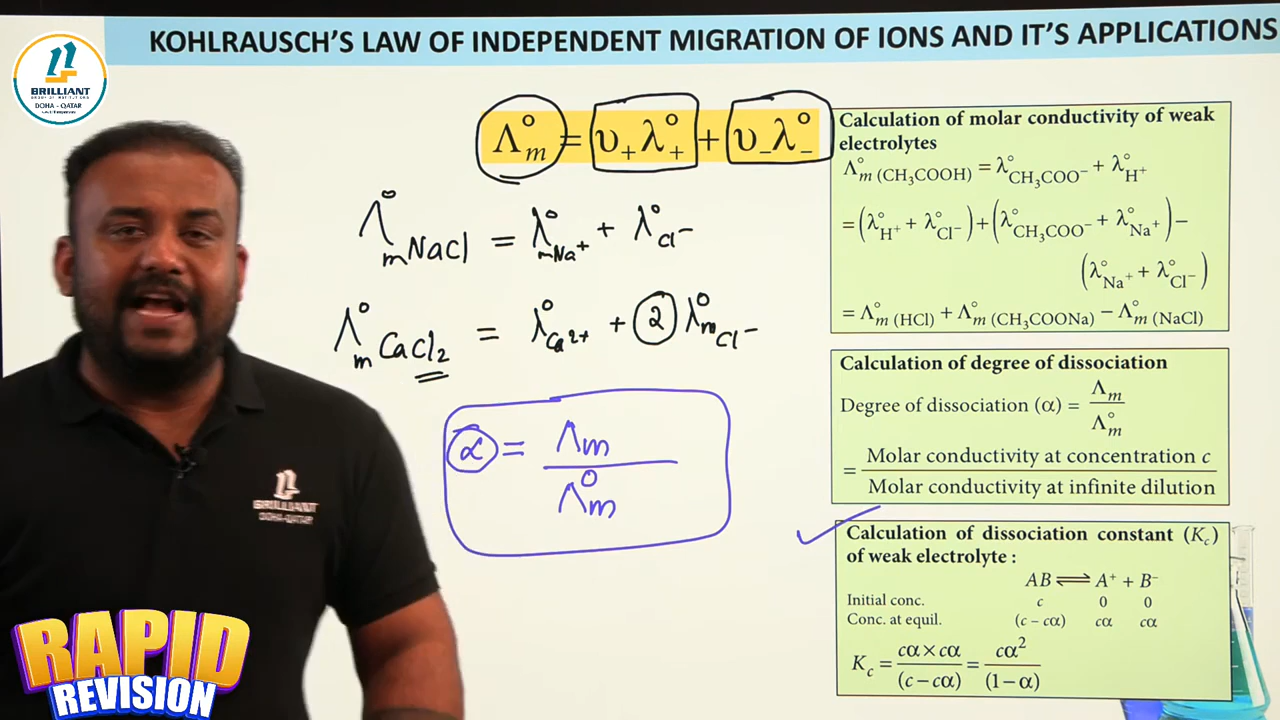 KOHLRAUSCH'S LAW OF INDEPENDENT MIGRATION OF IONS AND IT'S APPLICATIONS
BRILLIANT
DOHA - QATAR
Λ°m = υ₊λ°₊ + υ₋λ°₋
Λ°m NaCl = λ°m Na⁺ + λ°Cl⁻
Λ°m CaCl₂ = λ°Ca²⁺ + 2 λ°m Cl⁻
α = Λm / Λ°m
Calculation of molar conductivity of weak
electrolytes
Λ°m (CH₃COOH) = λ°CH₃COO⁻ + λ°H⁺
= (λ°H⁺ + λ°Cl⁻) + (λ°CH₃COO⁻ + λ°Na⁺) −
(λ°Na⁺ + λ°Cl⁻)
= Λ°m (HCl) + Λ°m (CH₃COONa) − Λ°m (NaCl)
Calculation of degree of dissociation
Degree of dissociation (α) = Λm / Λ°m
= Molar conductivity at concentration c
Molar conductivity at infinite dilution
Calculation of dissociation constant (Kc)
of weak electrolyte :
AB ⇌ A⁺ + B⁻
Initial conc. c 0 0
Conc. at equil. (c − cα) cα cα
Kc = cα × cα / (c − cα) = cα² / (1 − α)
BRILLIANT
DOHA-QATAR
RAPID
REVISION